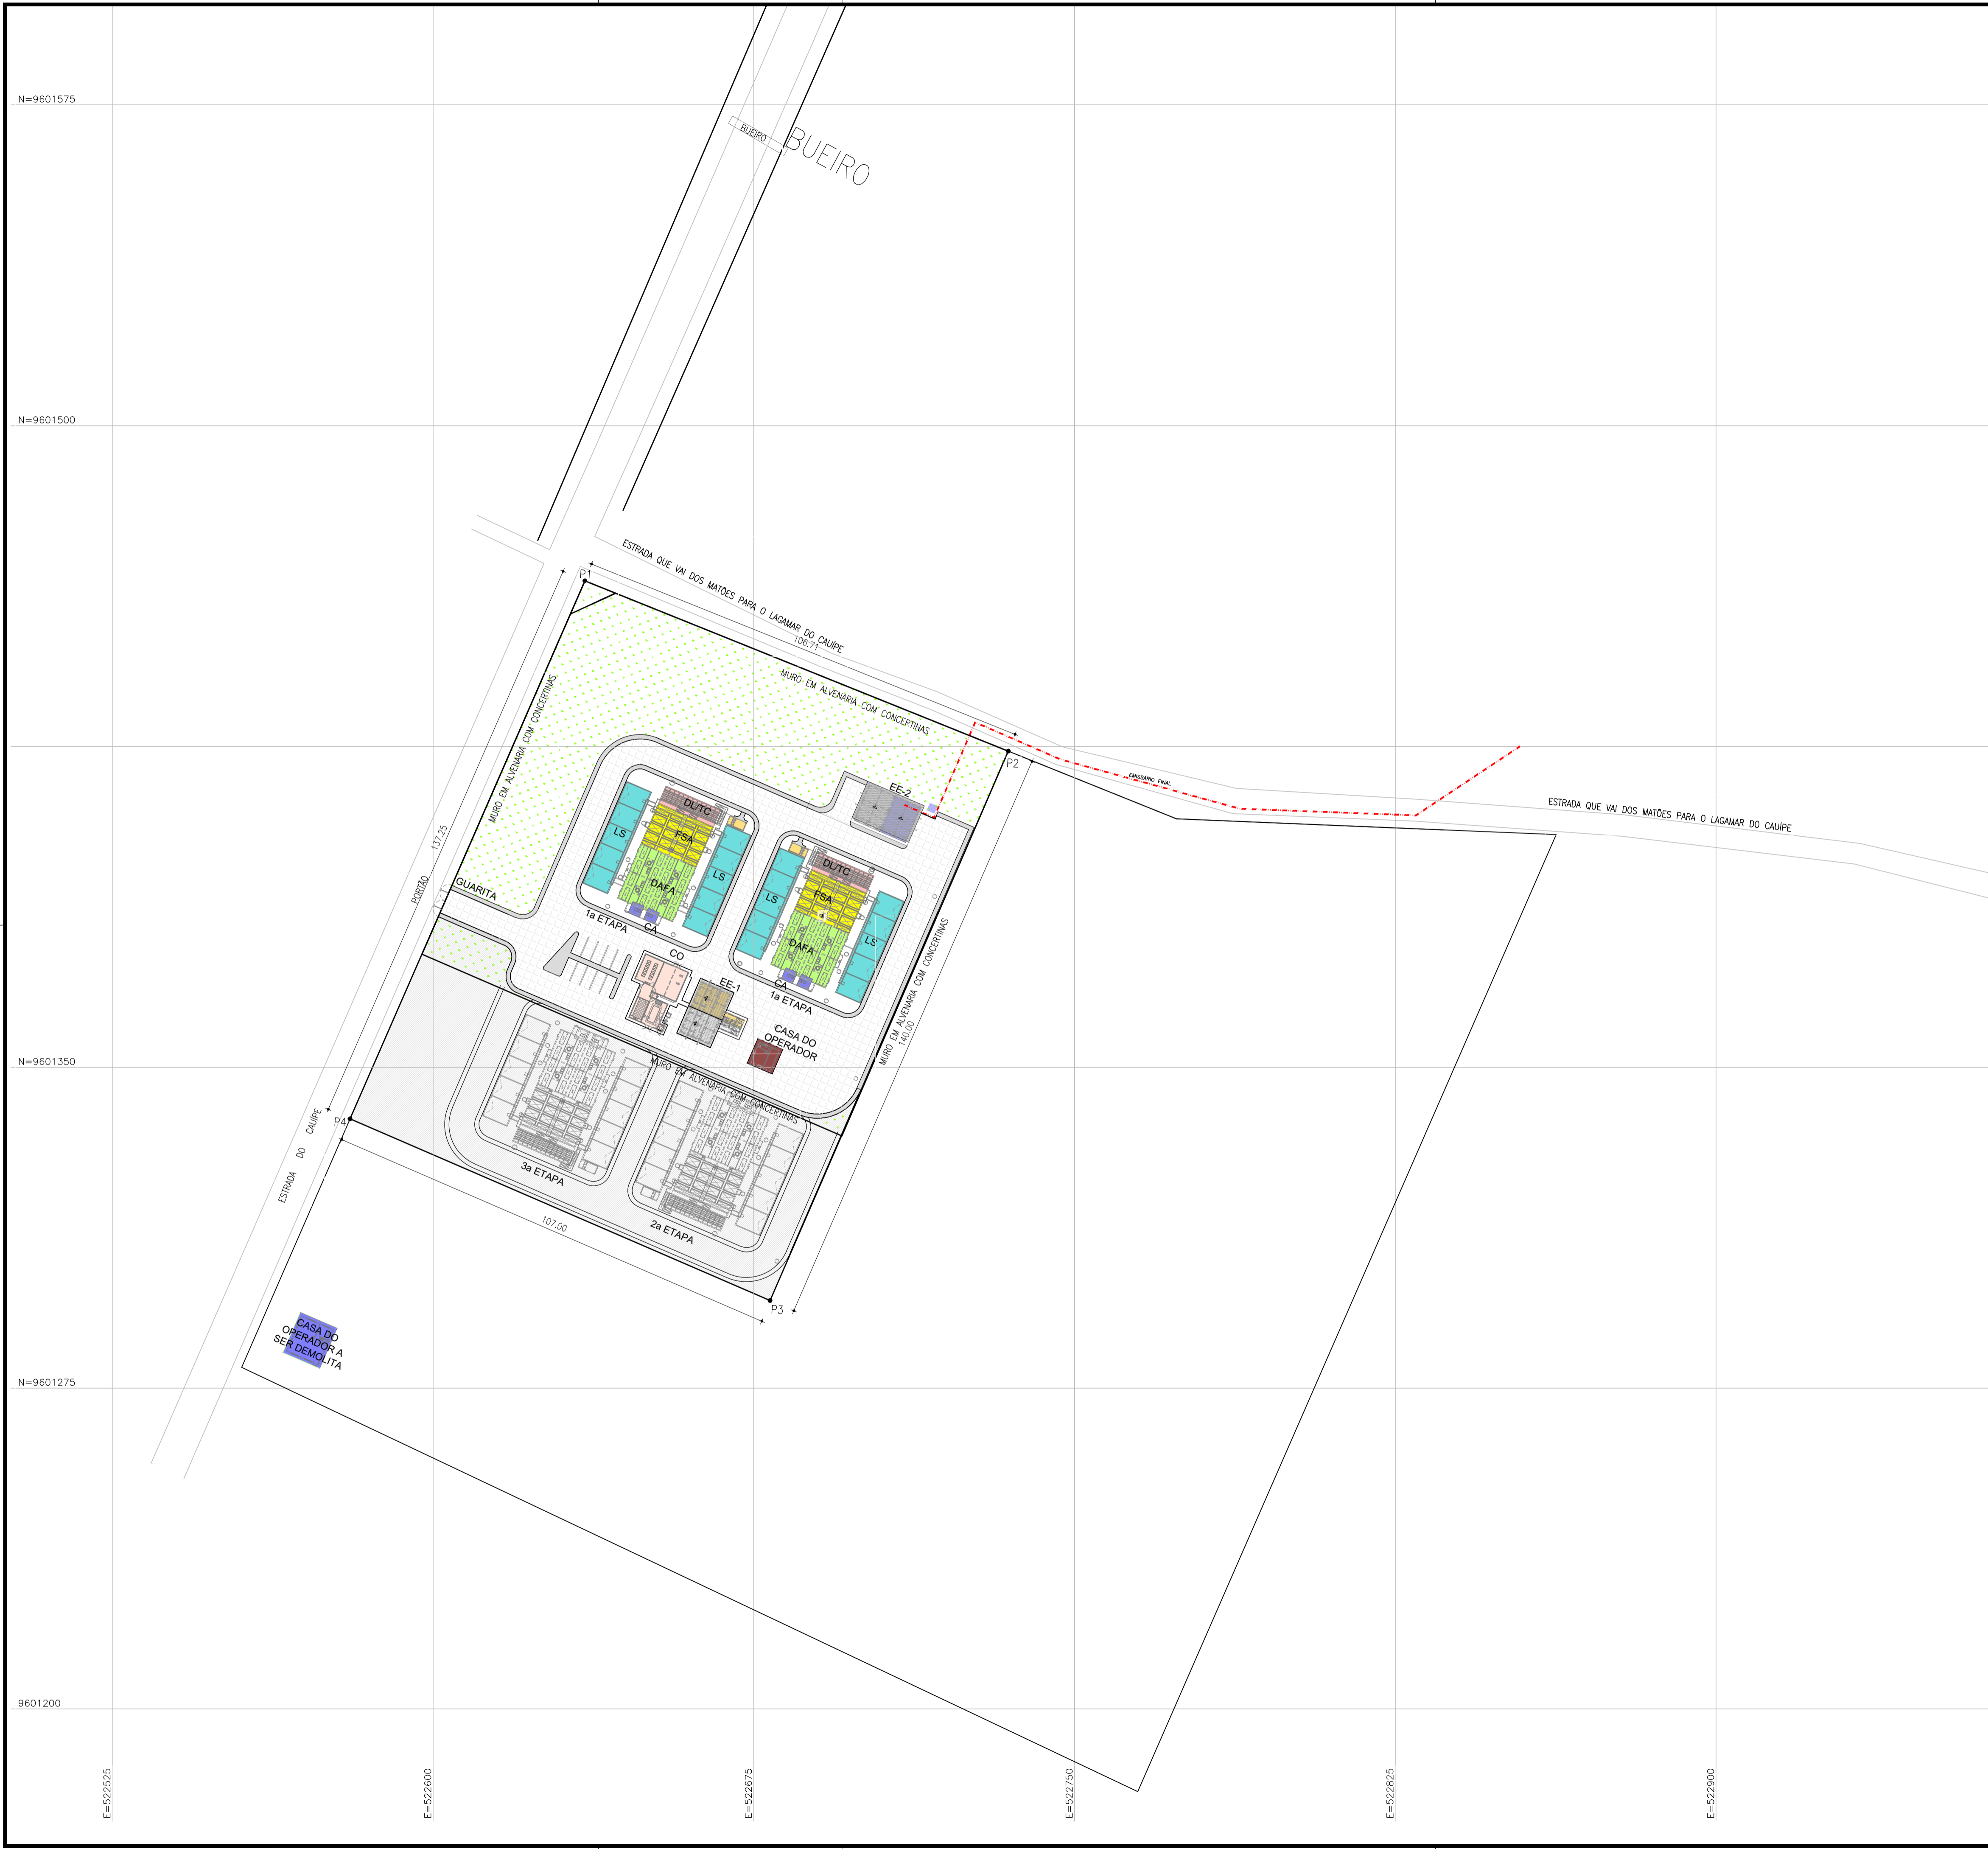 N=9601575
BUEIRO
BUEIRO
N=9601500
ESTRADA QUE VAI DOS MATÕES PARA O LAGAMAR DO CAUÍPE
P1
106.71
MURO EM ALVENARIA COM CONCERTINAS
MURO EM ALVENARIA COM CONCERTINAS
P2
EMISSÁRIO FINAL
ESTRADA QUE VAI DOS MATÕES PARA O LAGAMAR DO CAUÍPE
EE-2
137.25
DL/TC
LS
FSA
DAFA
LS
CA
1a ETAPA
DL/TC
LS
FSA
DAFA
LS
CA
1a ETAPA
PORTÃO
GUARITA
CO
EE-1
CASA DO
OPERADOR
MURO EM ALVENARIA COM CONCERTINAS
140.00
N=9601350
MURO EM ALVENARIA COM CONCERTINAS
P4
ESTRADA DO CAUÍPE
3a ETAPA
2a ETAPA
107.00
P3
CASA DO
OPERADOR A
SER DEMOLITA
N=9601275
9601200
E=522525
E=522600
E=522675
E=522750
E=522825
E=522900